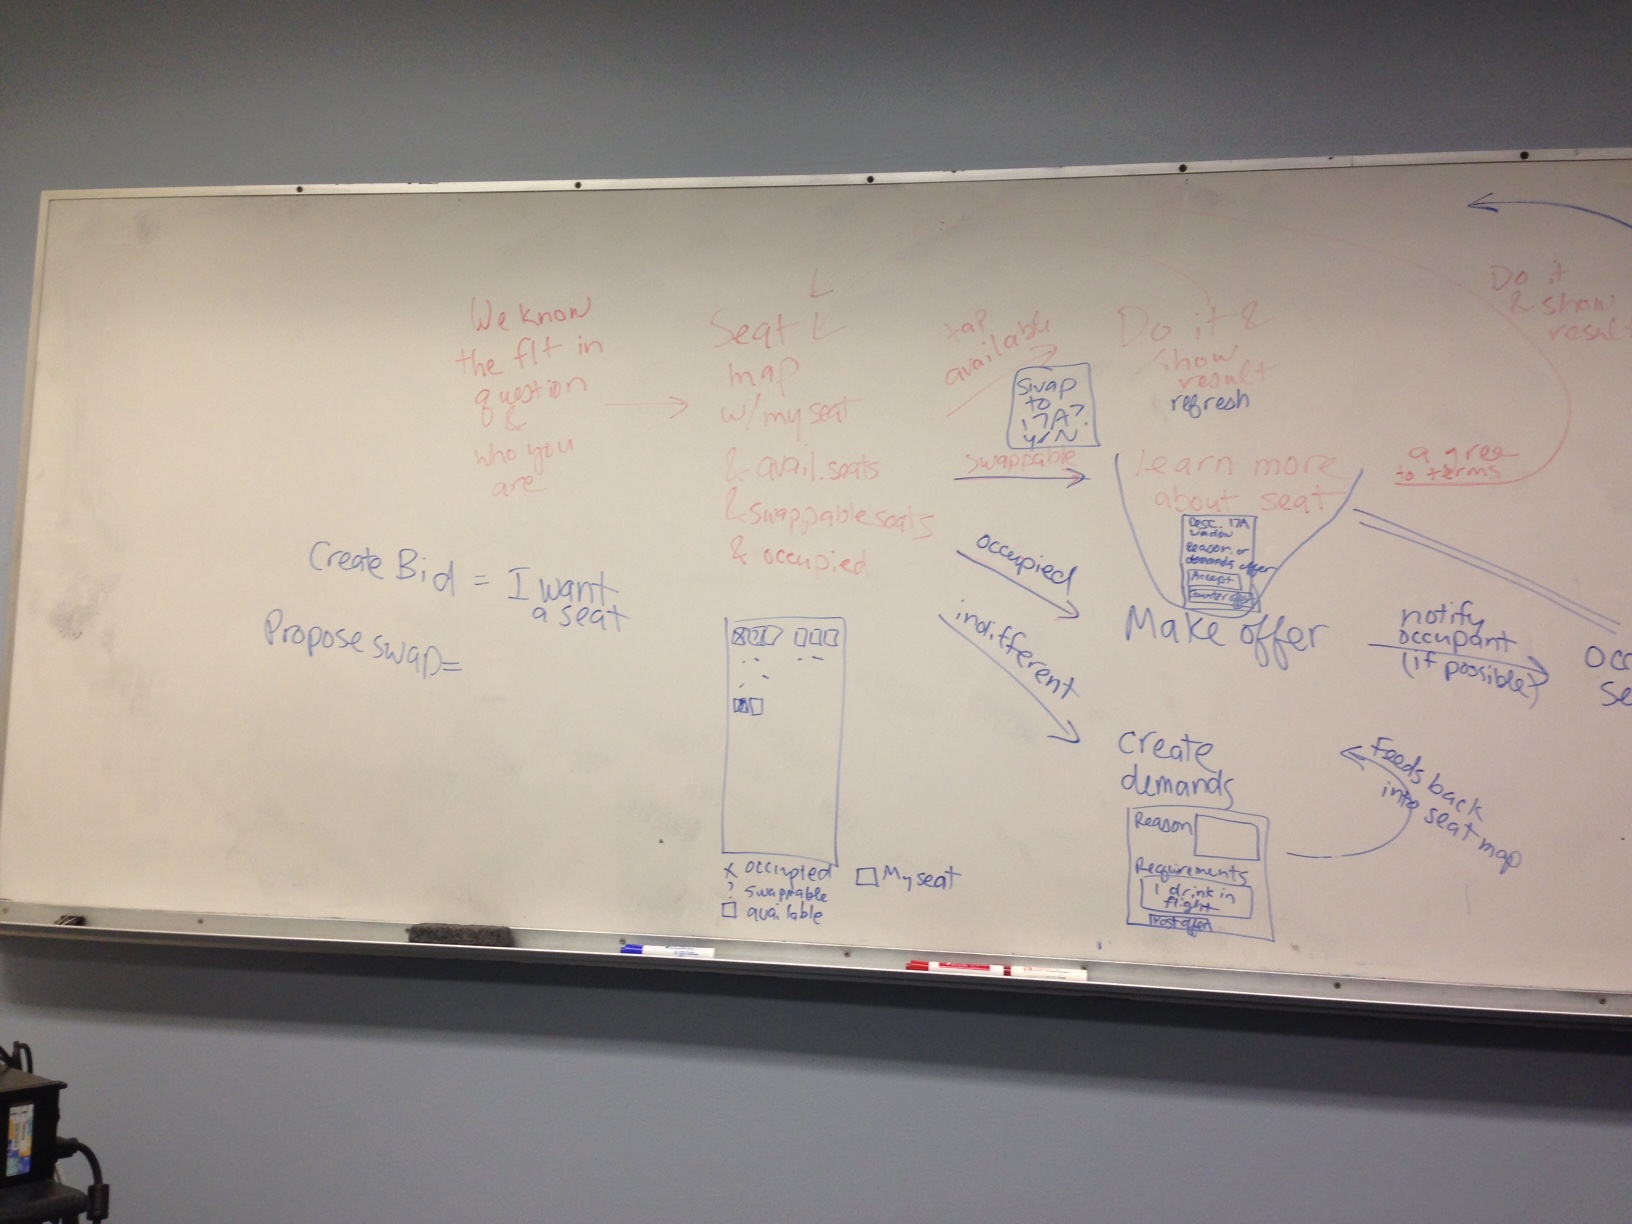 We know
the flt in
question
&
who you
are
Seat
map
w/my seat
& avail. seats
& swappable seats
& occupied
tap
available
Swap
to
17A?
Y or N
Do it &
show
result
refresh
Do it
& show
result
swappable
learn more
about seat
Desc. 17A
window
Reason or
demands offer
Accept
Counter offer
agree
to terms
occupied
Make offer
notify
occupant
(if possible)
indifferent
create
demands
Reason
Requirements
1 drink in
flight
Post offer
Feeds back
into seat map
Create Bid = I want
a seat
Propose swap =
x occupied
? swappable
□ available
□ My seat